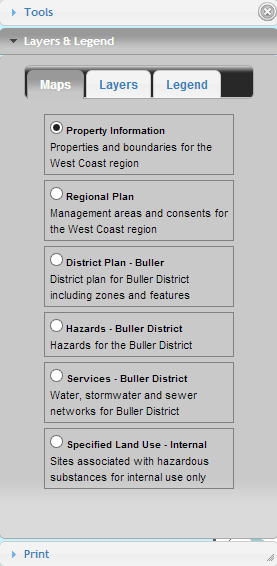 Tools
Layers & Legend
Maps Layers Legend
Property Information
Properties and boundaries for the
West Coast region
Regional Plan
Management areas and consents for
the West Coast region
District Plan - Buller
District plan for Buller District
including zones and features
Hazards - Buller District
Hazards for the Buller District
Services - Buller District
Water, stormwater and sewer
networks for Buller District
Specified Land Use - Internal
Sites associated with hazardous
substances for internal use only
Print